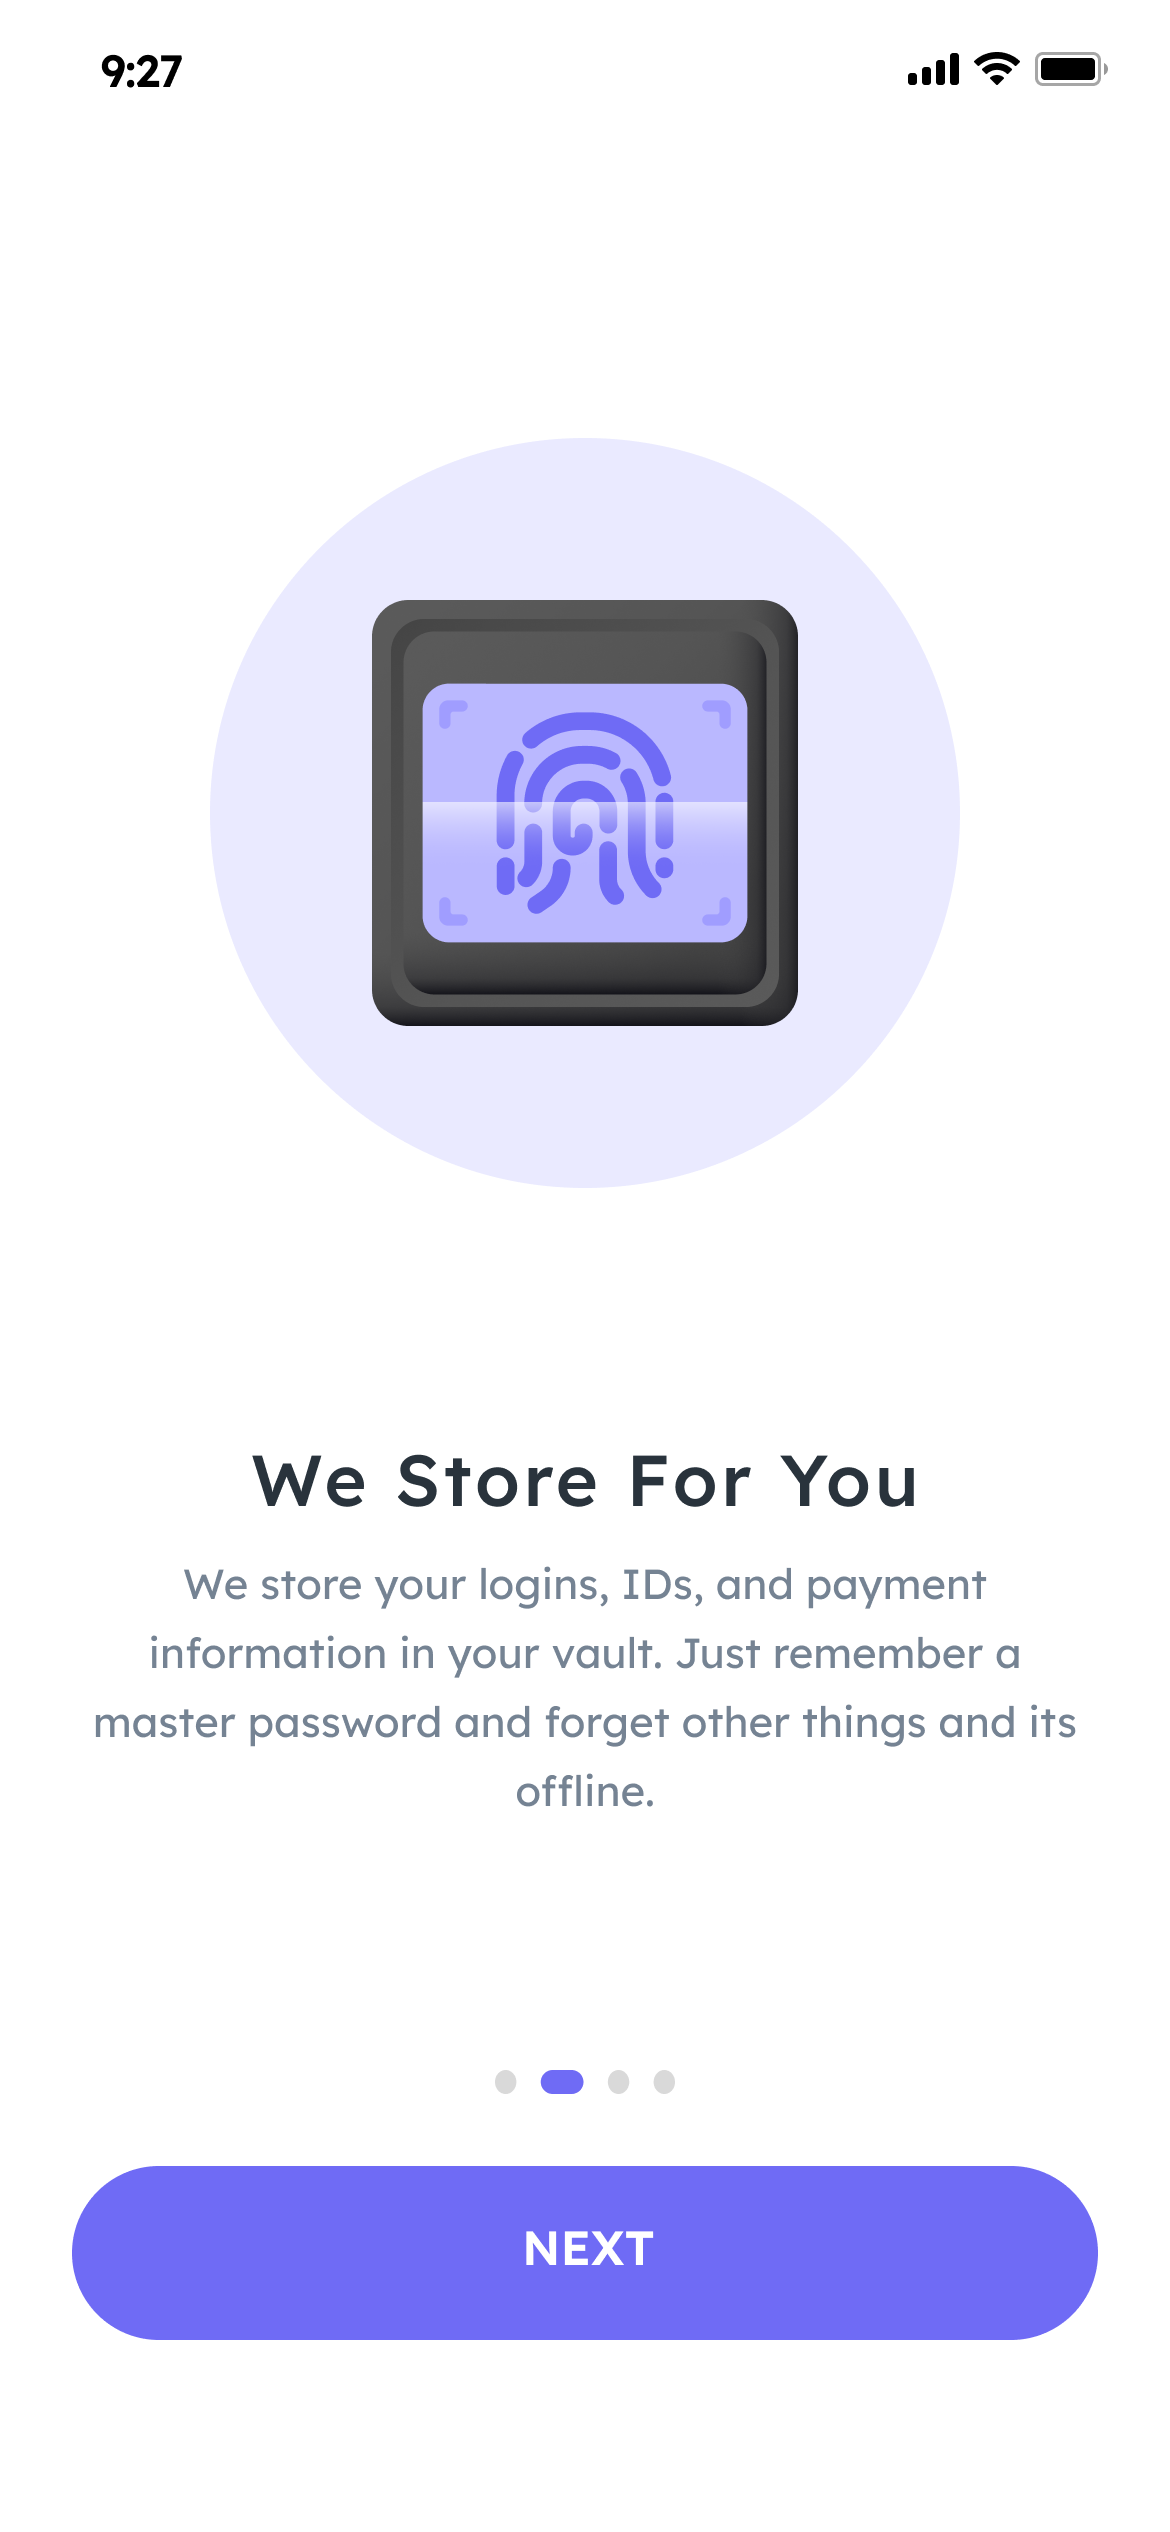 9:27
We Store For You
We store your logins, IDs, and payment
information in your vault. Just remember a
master password and forget other things and its
offline.
NEXT